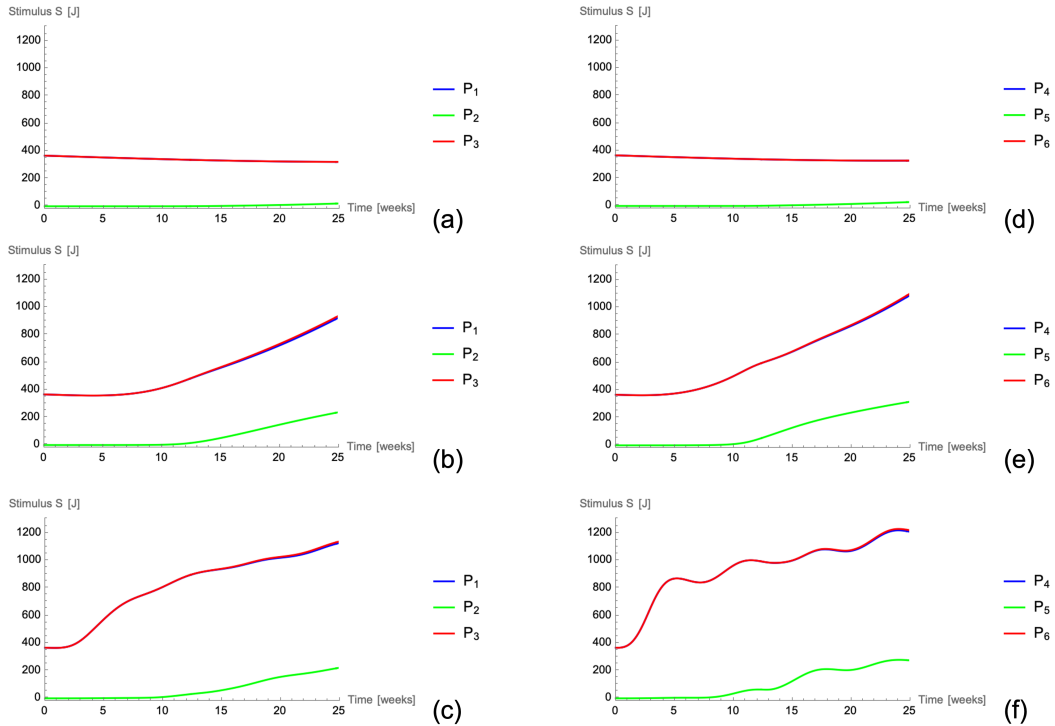 Stimulus S [J]
1200
1000
800
600
400
200
0
0 5 10 15 20 25
Time [weeks]
P1
P2
P3
(a)
Stimulus S [J]
1200
1000
800
600
400
200
0
0 5 10 15 20 25
Time [weeks]
P4
P5
P6
(d)
Stimulus S [J]
1200
1000
800
600
400
200
0
0 5 10 15 20 25
Time [weeks]
P1
P2
P3
(b)
Stimulus S [J]
1200
1000
800
600
400
200
0
0 5 10 15 20 25
Time [weeks]
P4
P5
P6
(e)
Stimulus S [J]
1200
1000
800
600
400
200
0
0 5 10 15 20 25
Time [weeks]
P1
P2
P3
(c)
Stimulus S [J]
1200
1000
800
600
400
200
0
0 5 10 15 20 25
Time [weeks]
P4
P5
P6
(f)